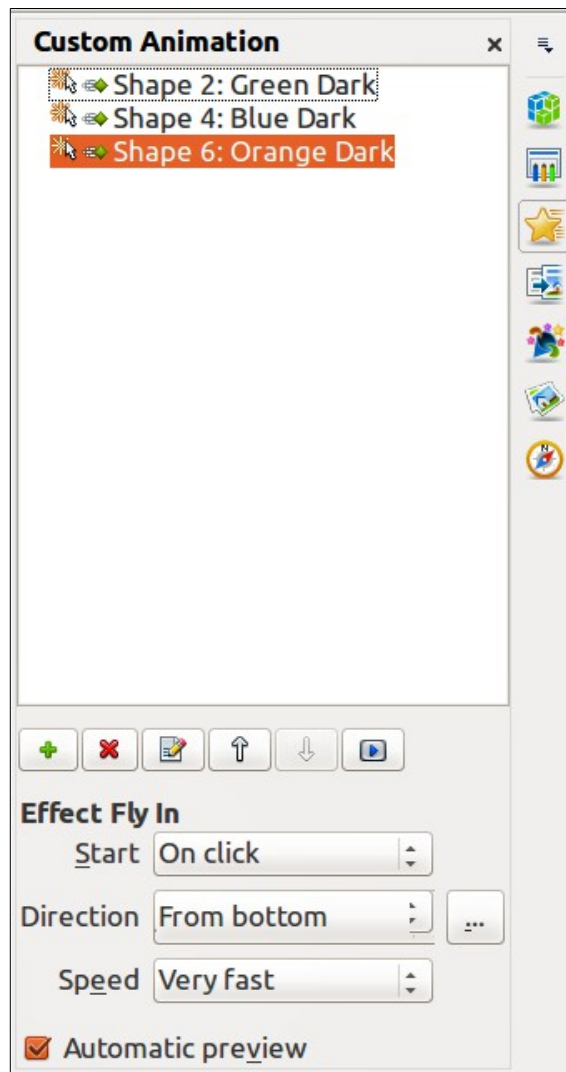 Custom Animation
Shape 2: Green Dark
Shape 4: Blue Dark
Shape 6: Orange Dark
Effect Fly In
Start On click
Direction From bottom ...
Speed Very fast
Automatic preview